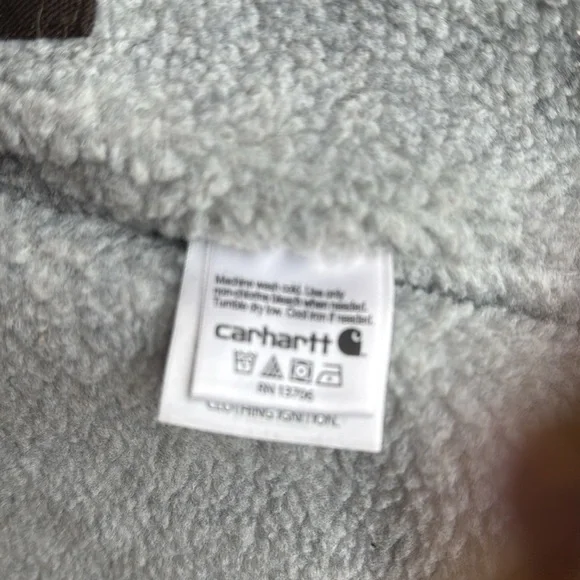 Machine wash cold. Use only
non-chlorine bleach when needed.
Tumble dry low. Cool iron if needed.
carhartt
RN 13706
CLOTHING IGNITION.